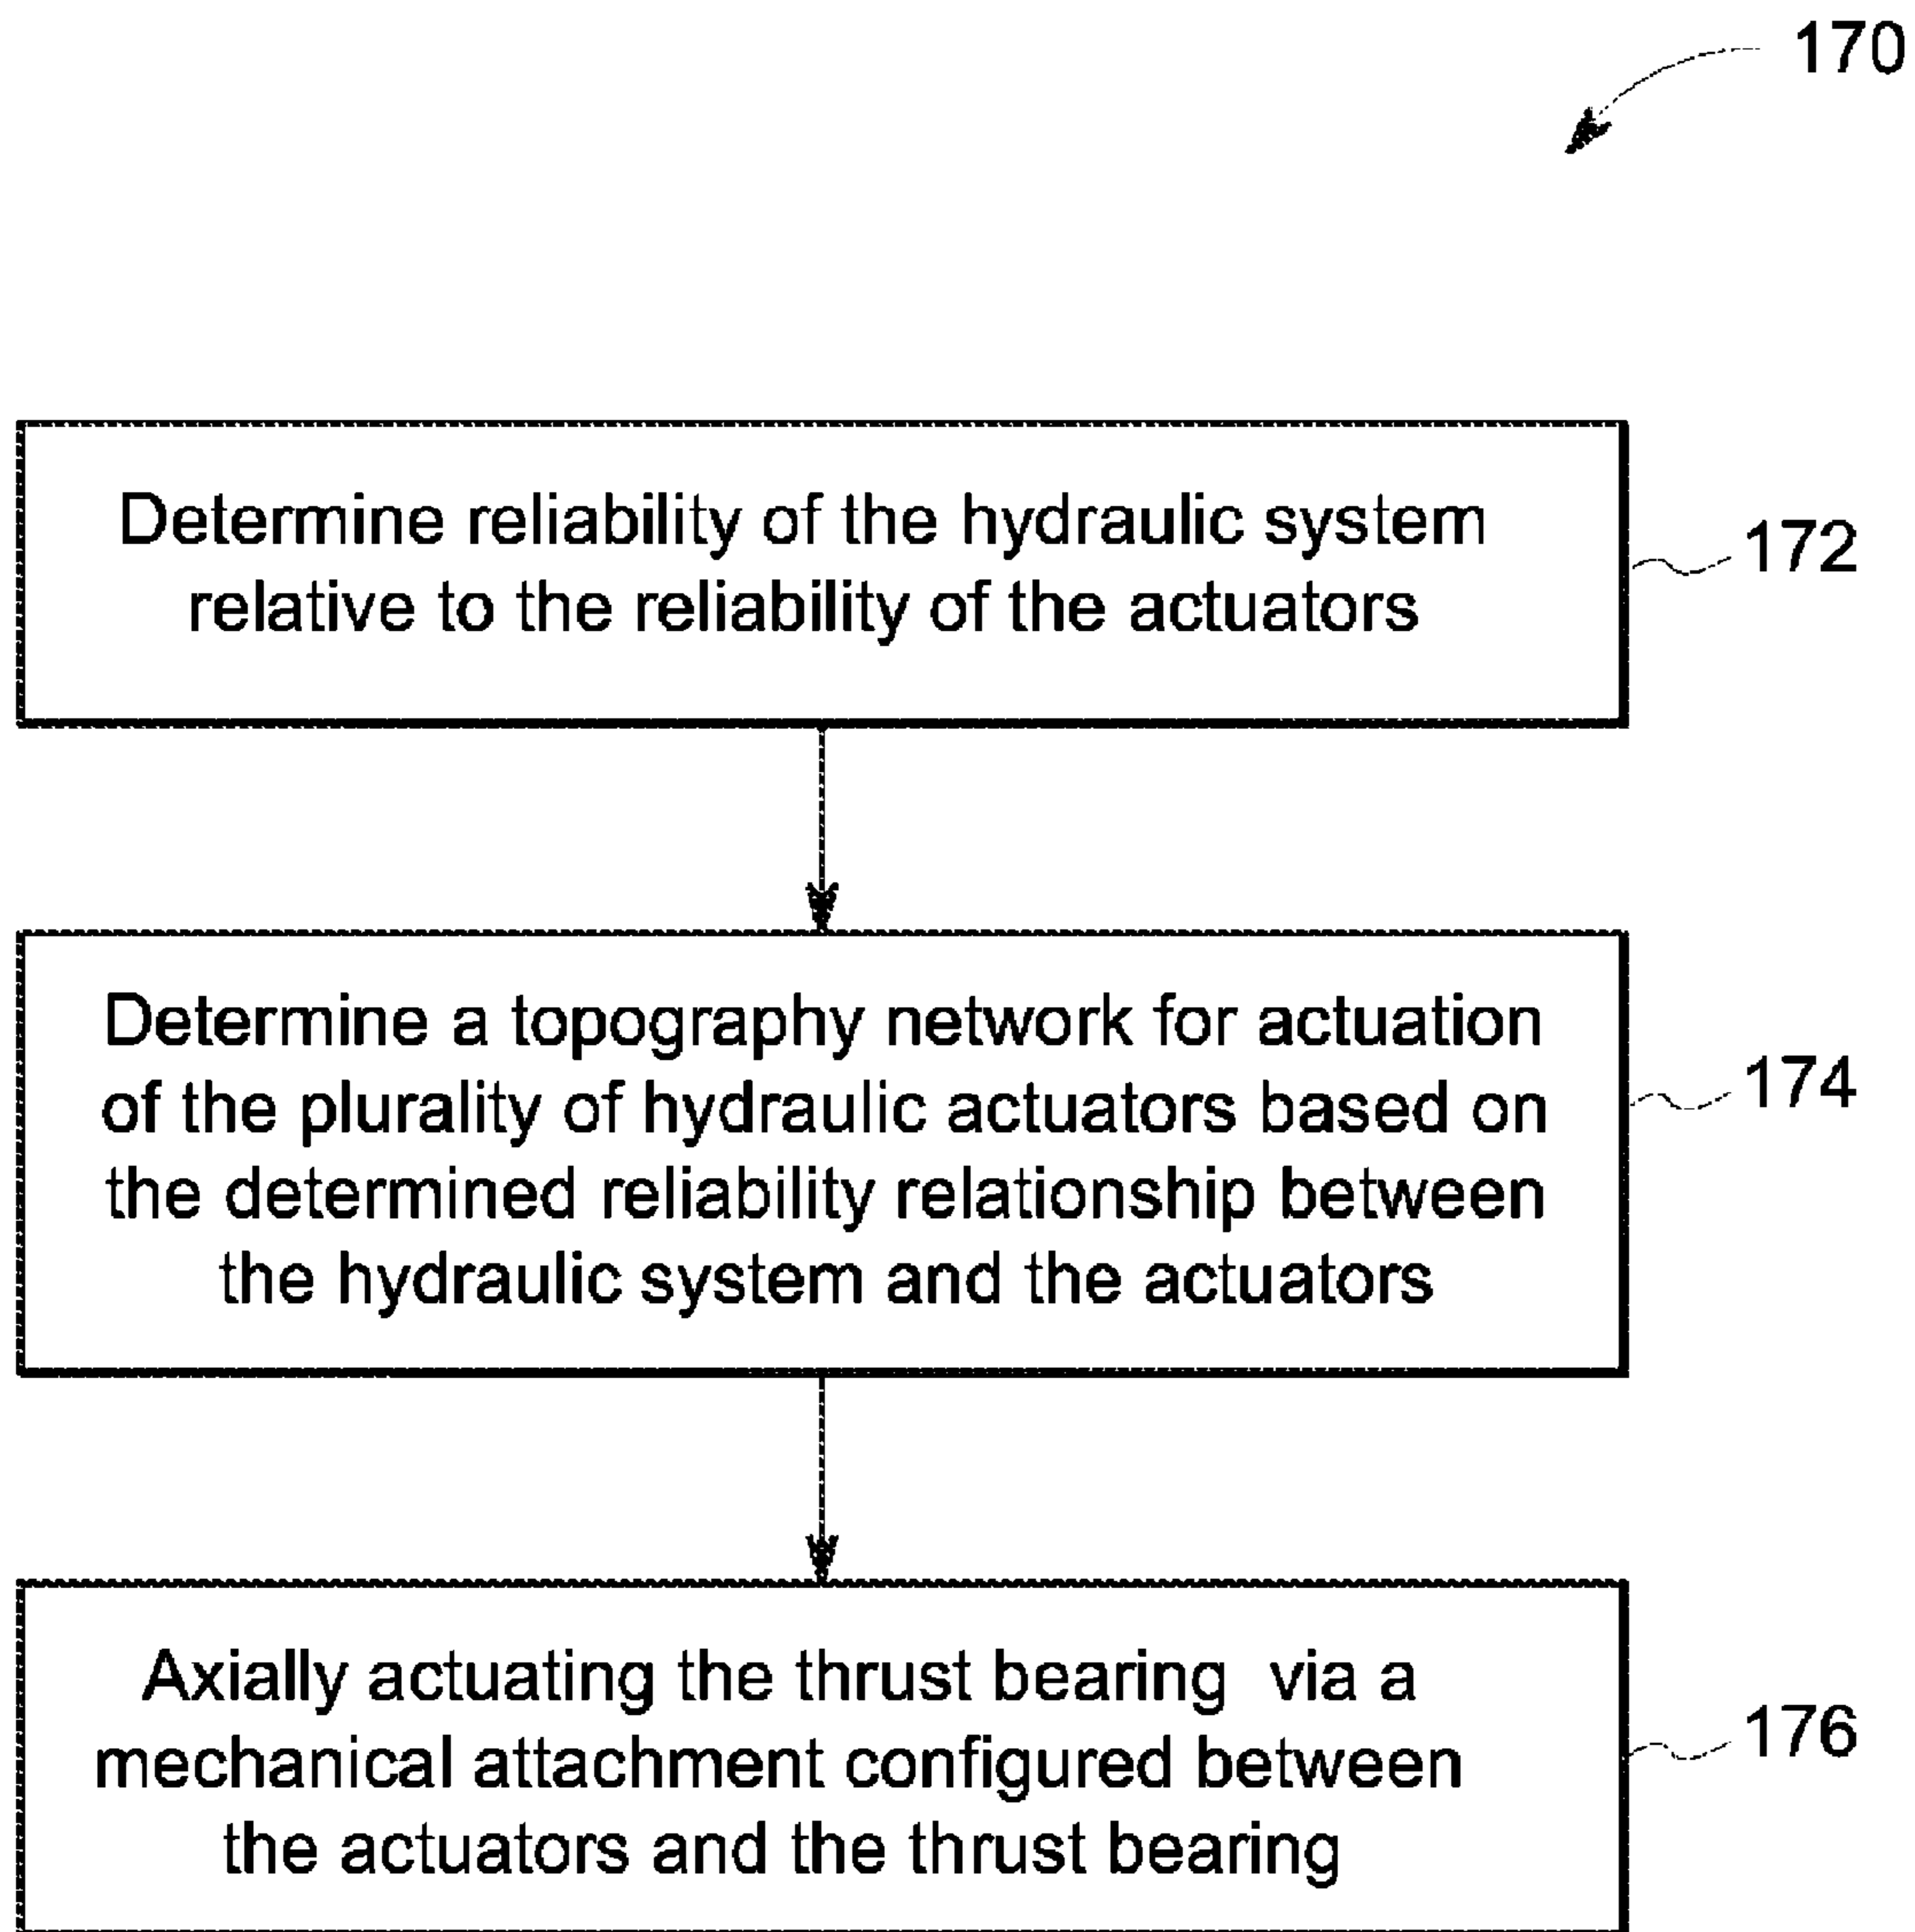 170
Determine reliability of the hydraulic system
relative to the reliability of the actuators
172
Determine a topography network for actuation
of the plurality of hydraulic actuators based on
the determined reliability relationship between
the hydraulic system and the actuators
174
Axially actuating the thrust bearing via a
mechanical attachment configured between
the actuators and the thrust bearing
176